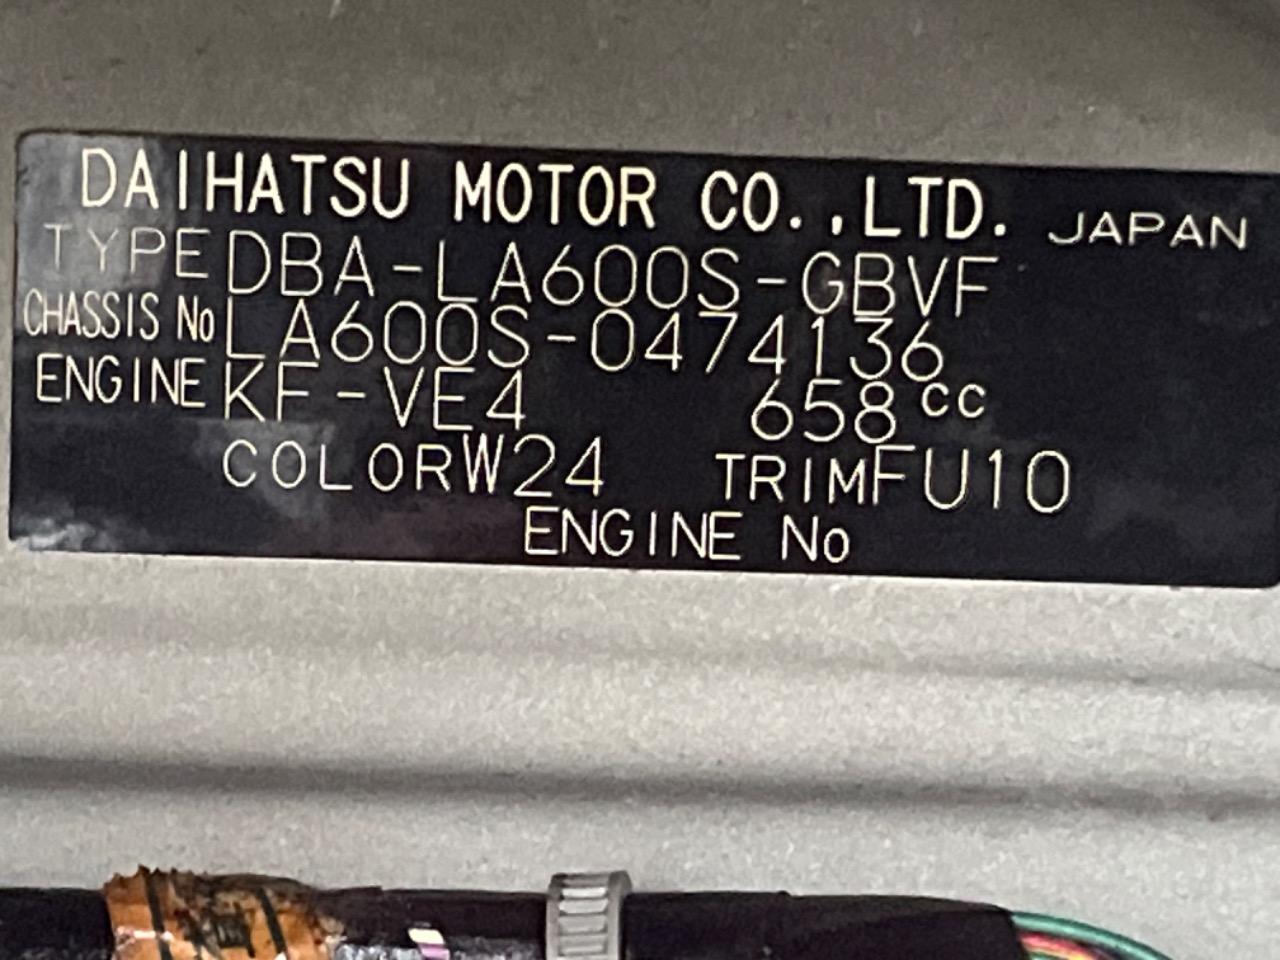 DAIHATSU MOTOR CO.,LTD. JAPAN
TYPE DBA-LA600S-GBVF
CHASSIS No LA600S-0474136
ENGINE KF-VE4 658cc
COLOR W24 TRIM FU10
ENGINE No